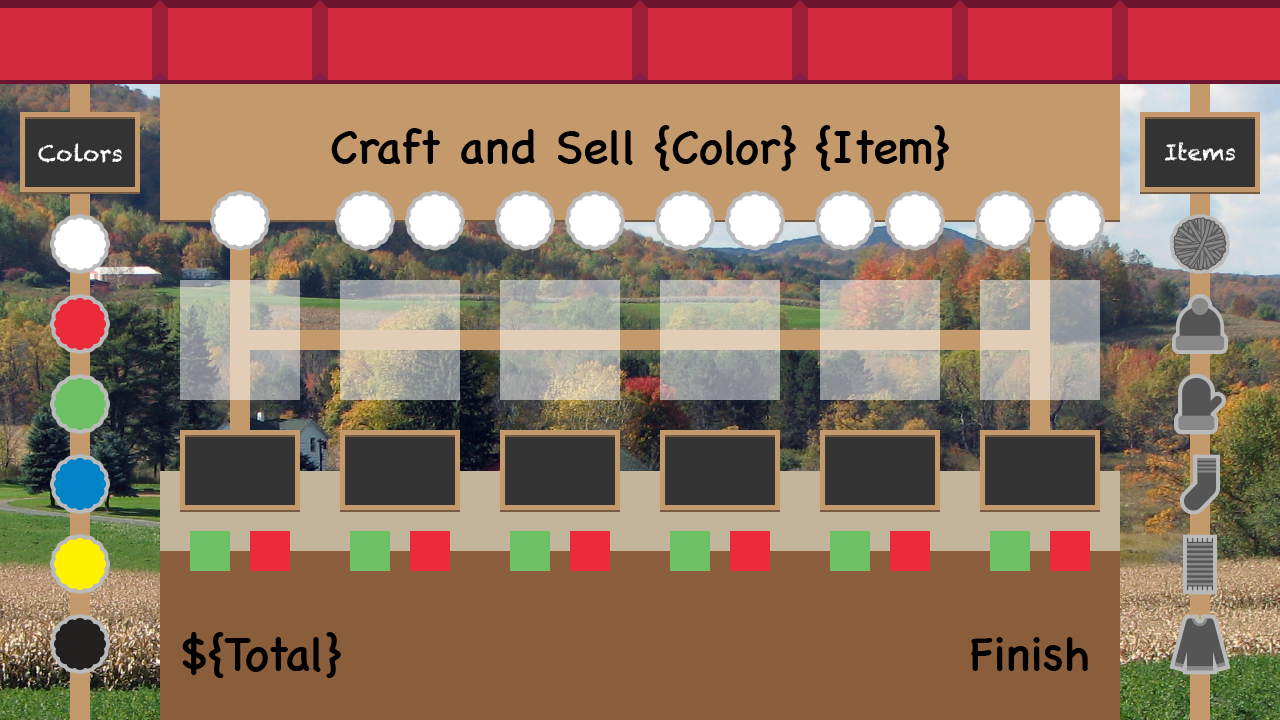 Craft and Sell {Color} {Item}
Colors
Items
${Total}
Finish